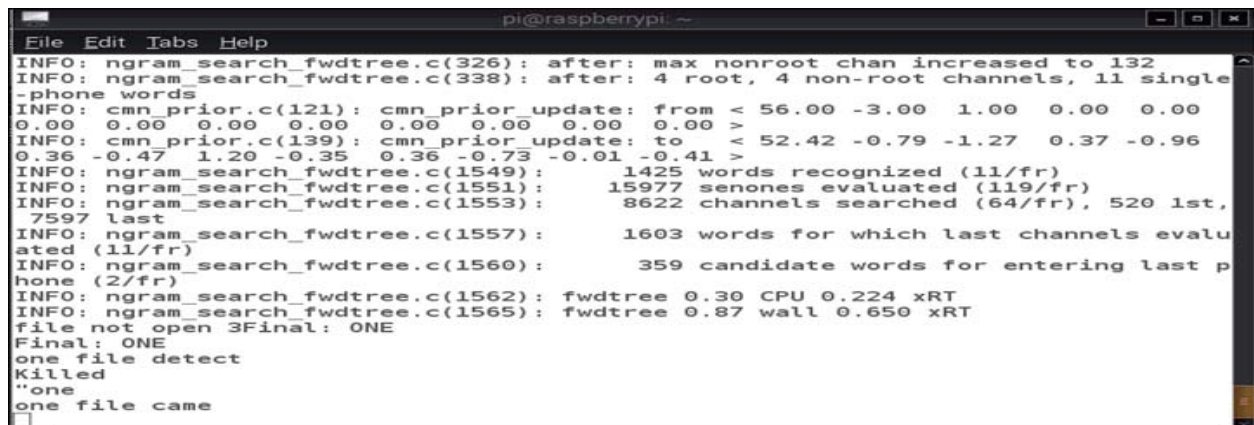 pi@raspberrypi: ~
File Edit Tabs Help
INFO: ngram_search_fwdtree.c(326): after: max nonroot chan increased to 132
INFO: ngram_search_fwdtree.c(338): after: 4 root, 4 non-root channels, 11 single
-phone words
INFO: cmn_prior.c(121): cmn_prior_update: from < 56.00 -3.00 1.00 0.00 0.00
0.00 0.00 0.00 0.00 0.00 0.00 0.00 0.00 >
INFO: cmn_prior.c(139): cmn_prior_update: to < 52.42 -0.79 -1.27 0.37 -0.96
0.36 -0.47 1.20 -0.35 0.36 -0.73 -0.01 -0.41 >
INFO: ngram_search_fwdtree.c(1549): 1425 words recognized (11/fr)
INFO: ngram_search_fwdtree.c(1551): 15977 senones evaluated (119/fr)
INFO: ngram_search_fwdtree.c(1553): 8622 channels searched (64/fr), 520 1st,
7597 last
INFO: ngram_search_fwdtree.c(1557): 1603 words for which last channels evalu
ated (11/fr)
INFO: ngram_search_fwdtree.c(1560): 359 candidate words for entering last p
hone (2/fr)
INFO: ngram_search_fwdtree.c(1562): fwdtree 0.30 CPU 0.224 xRT
INFO: ngram_search_fwdtree.c(1565): fwdtree 0.87 wall 0.650 xRT
file not open 3Final: ONE
Final: ONE
one file detect
Killed
"one
one file came